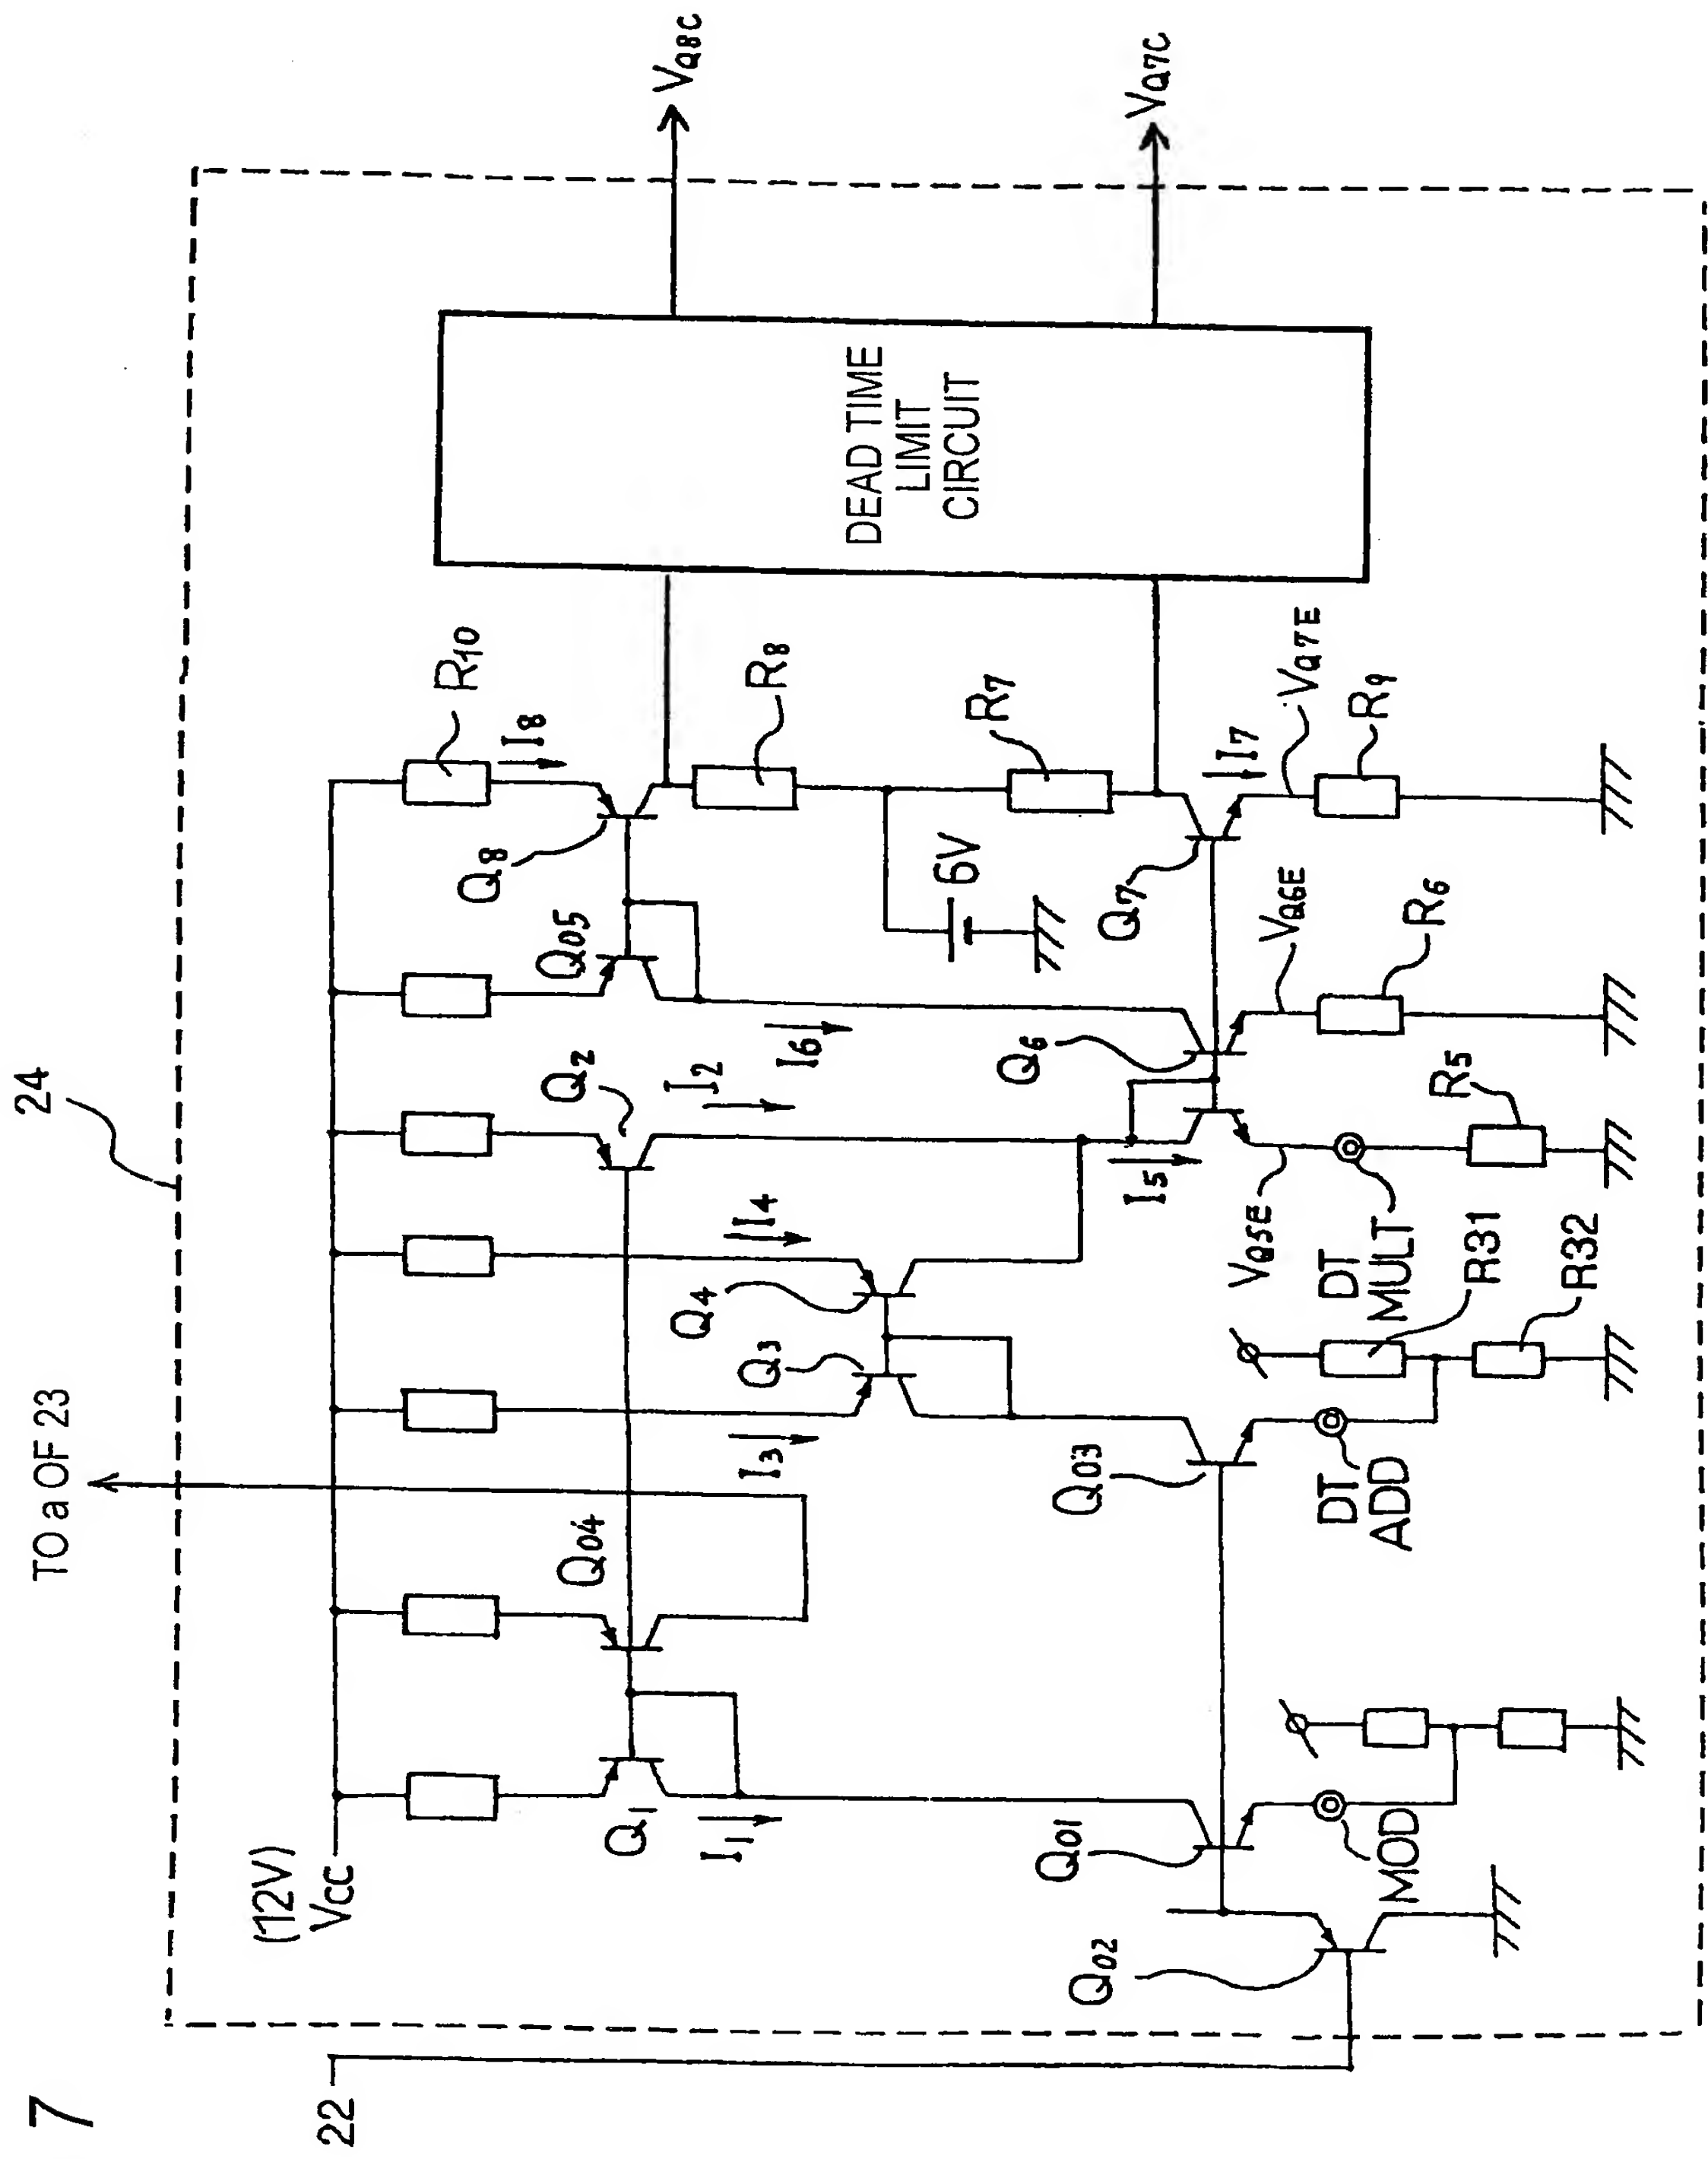 7
24
TO a OF 23
22
(12V)
VCC
R10
I8
Q8
Q05
Q2
I2
I6
I4
Q4
Q3
I3
Q04
Q1
I1
R8
R7
6V
DEAD TIME
LIMIT
CIRCUIT
VQ8C
VQ7C
Q7
I7
VQ7E
R9
Q6
VQ6E
R6
I5
VQ5E
R5
DT
MULT
R31
R32
Q03
DT
ADD
Q01
MOD
Q02